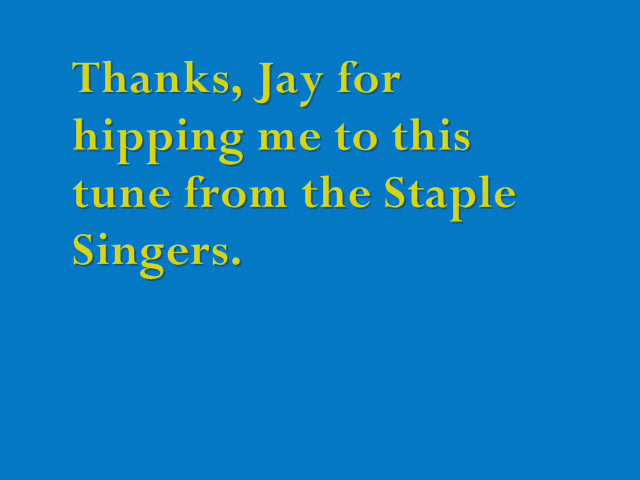 Thanks, Jay for
hipping me to this
tune from the Staple
Singers.